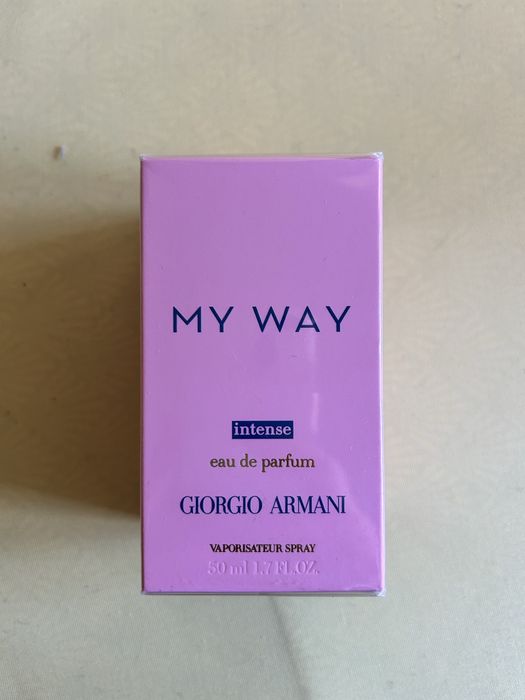 MY WAY
intense
eau de parfum
GIORGIO ARMANI
VAPORISATEUR SPRAY
50 ml 1.7 FL.OZ.